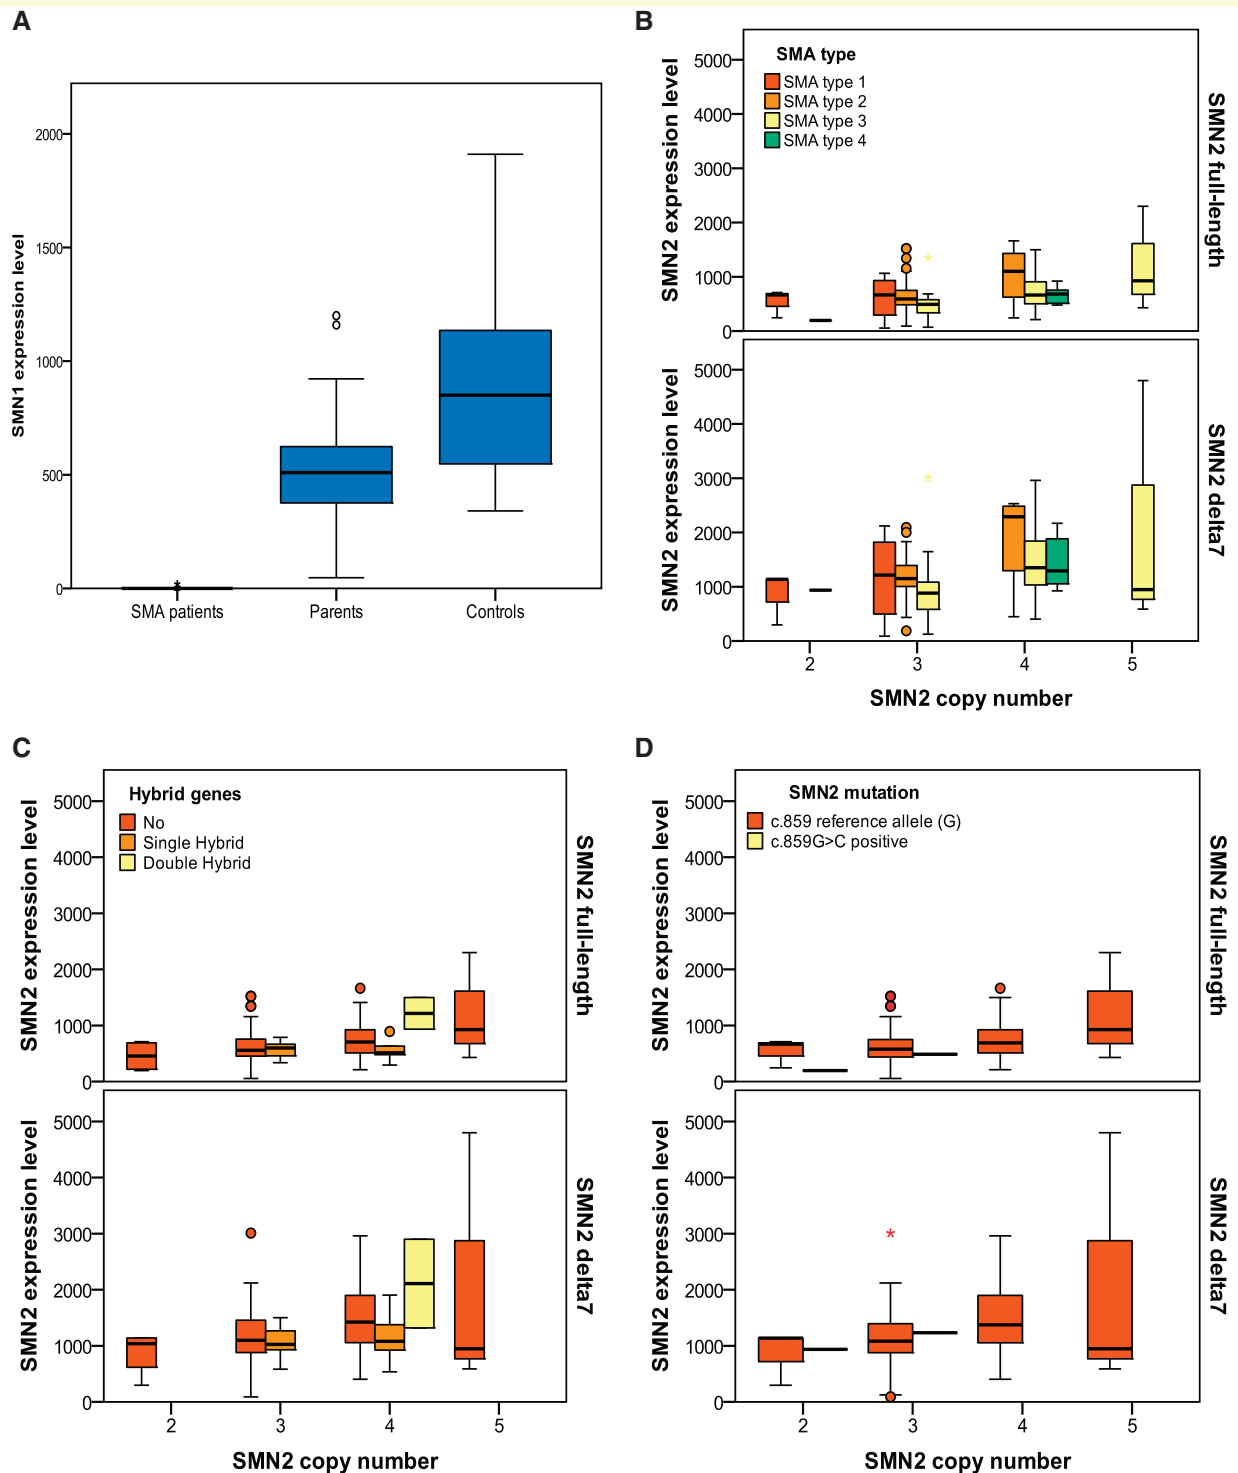 A
SMN1 expression level
2000
1500
1000
500
0
SMA patients
Parents
Controls
B
SMN2 expression level
5000
4000
3000
2000
1000
0
SMA type
SMA type 1
SMA type 2
SMA type 3
SMA type 4
SMN2 full-length
SMN2 expression level
5000
4000
3000
2000
1000
0
SMN2 delta7
2
3
4
5
SMN2 copy number
C
SMN2 expression level
5000
4000
3000
2000
1000
0
Hybrid genes
No
Single Hybrid
Double Hybrid
SMN2 full-length
SMN2 expression level
5000
4000
3000
2000
1000
0
SMN2 delta7
2
3
4
5
SMN2 copy number
D
SMN2 expression level
5000
4000
3000
2000
1000
0
SMN2 mutation
c.859 reference allele (G)
c.859G>C positive
SMN2 full-length
SMN2 expression level
5000
4000
3000
2000
1000
0
SMN2 delta7
2
3
4
5
SMN2 copy number